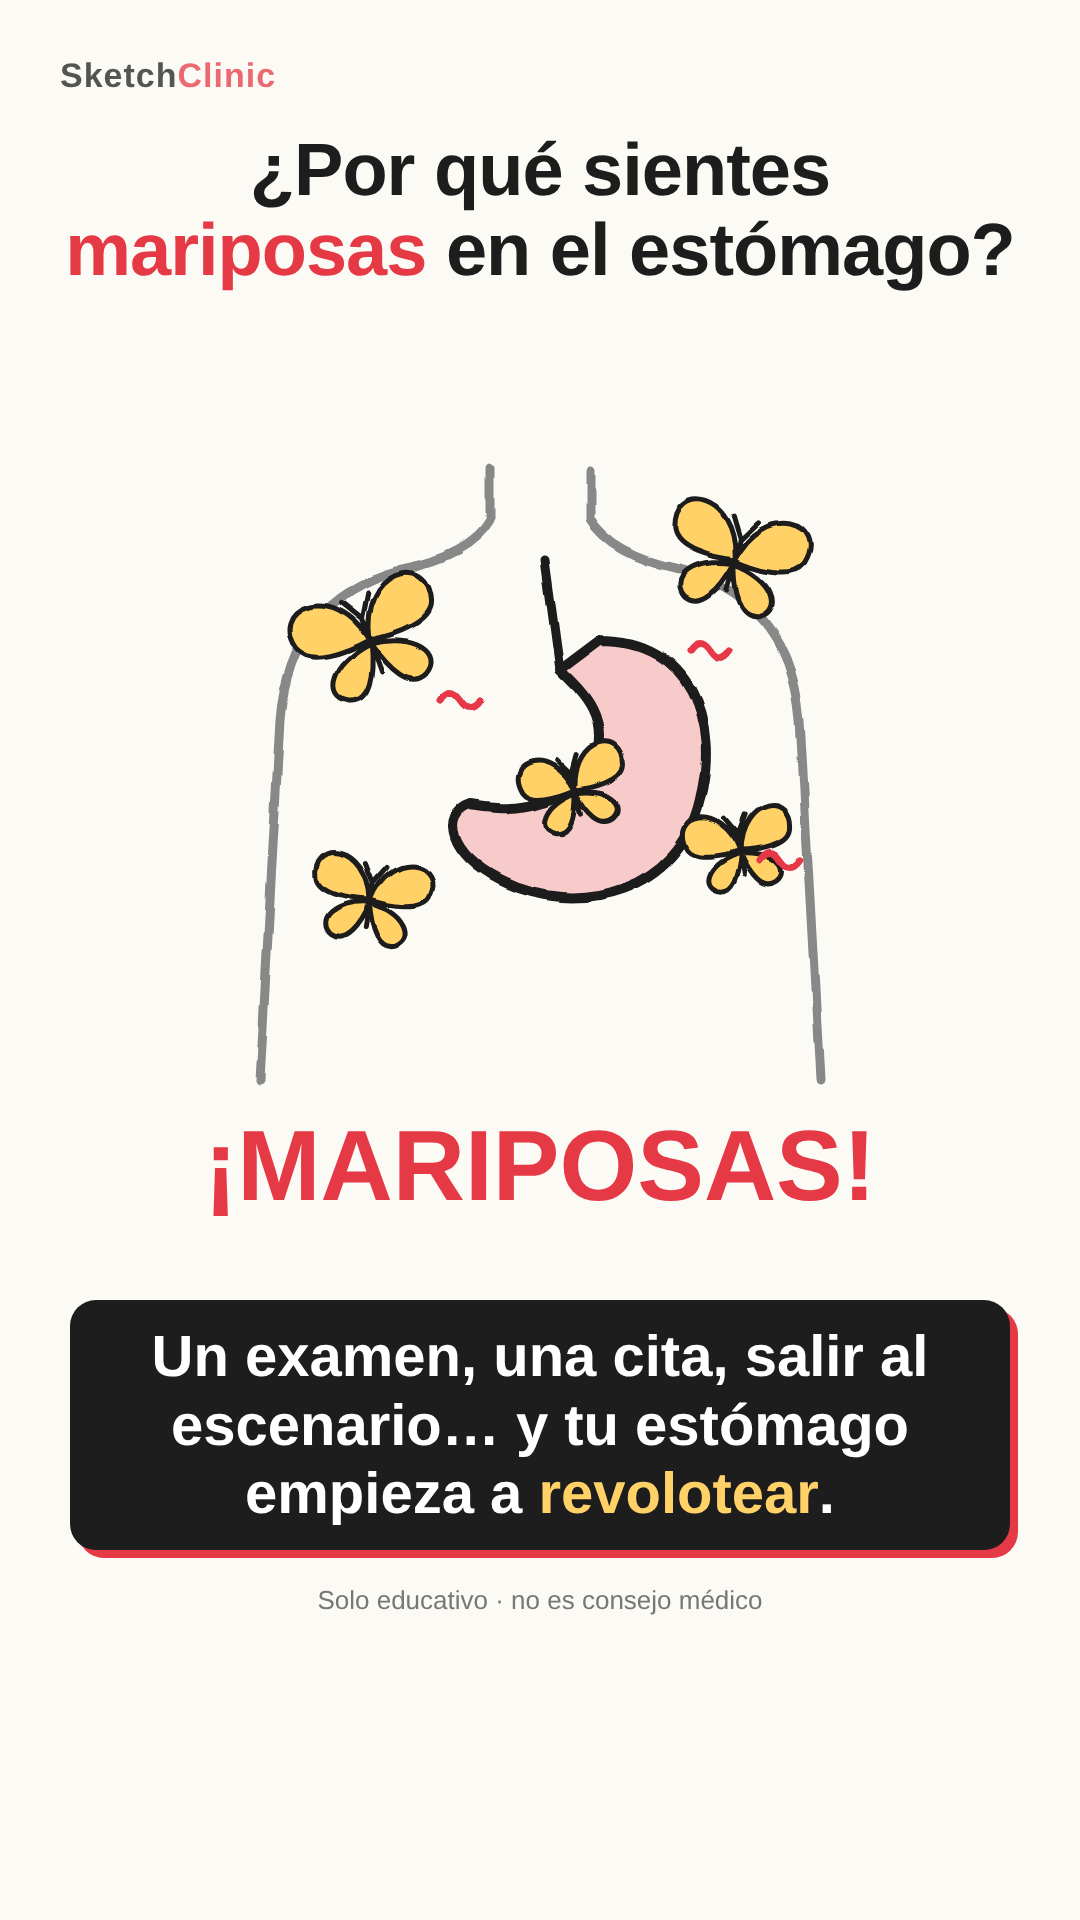 SketchClinic
¿Por qué sientes
mariposas en el estómago?
¡MARIPOSAS!
Un examen, una cita, salir al
escenario… y tu estómago
empieza a revolotear.
Solo educativo · no es consejo médico